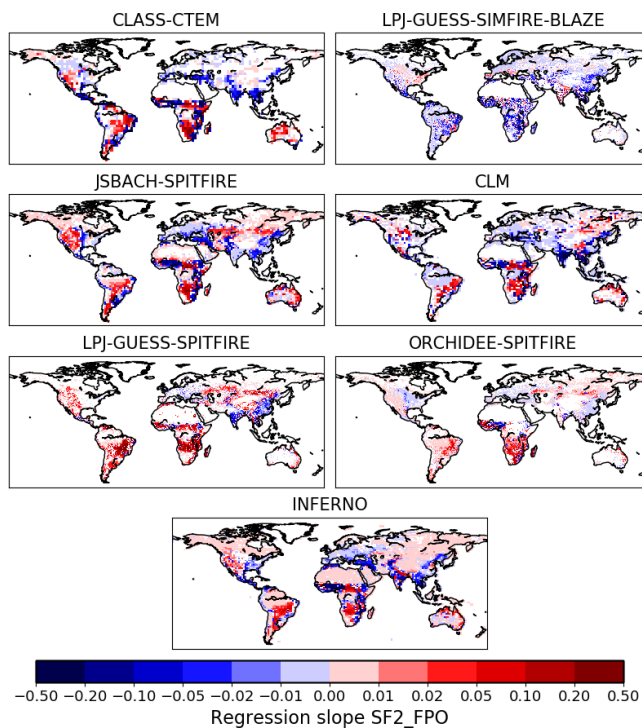 CLASS-CTEM LPJ-GUESS-SIMFIRE-BLAZE
JSBACH-SPITFIRE CLM
LPJ-GUESS-SPITFIRE ORCHIDEE-SPITFIRE
INFERNO
−0.50 −0.20 −0.10 −0.05 −0.02 −0.01 0.00 0.01 0.02 0.05 0.10 0.20 0.50
Regression slope SF2_FPO